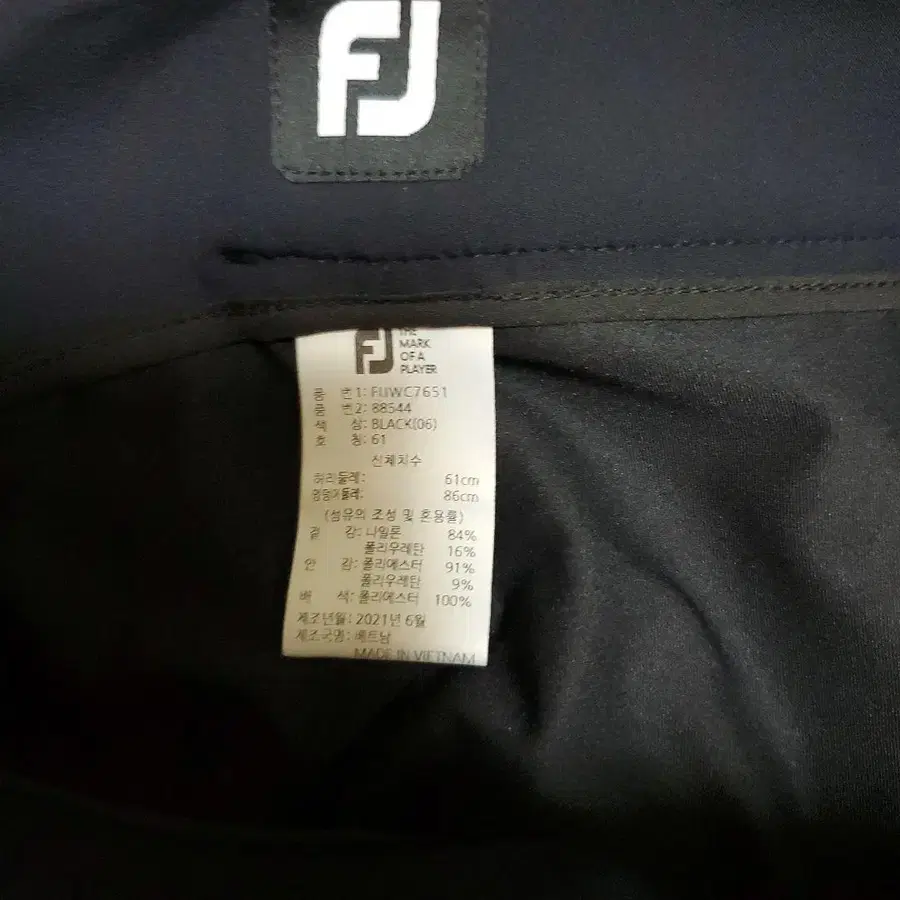 FJ
FJ THE
MARK
OF A
PLAYER
품 번1: FJJWC7651
품 번2: 88544
색 상: BLACK(06)
호 칭: 61
신체치수
허리둘레: 61cm
엉덩이둘레: 86cm
(섬유의 조성 및 혼용률)
겉 감: 나일론 84%
폴리우레탄 16%
안 감: 폴리에스터 91%
폴리우레탄 9%
배 색: 폴리에스터 100%
제조년월: 2021년 6월
제조국명: 베트남
MADE IN VIETNAM